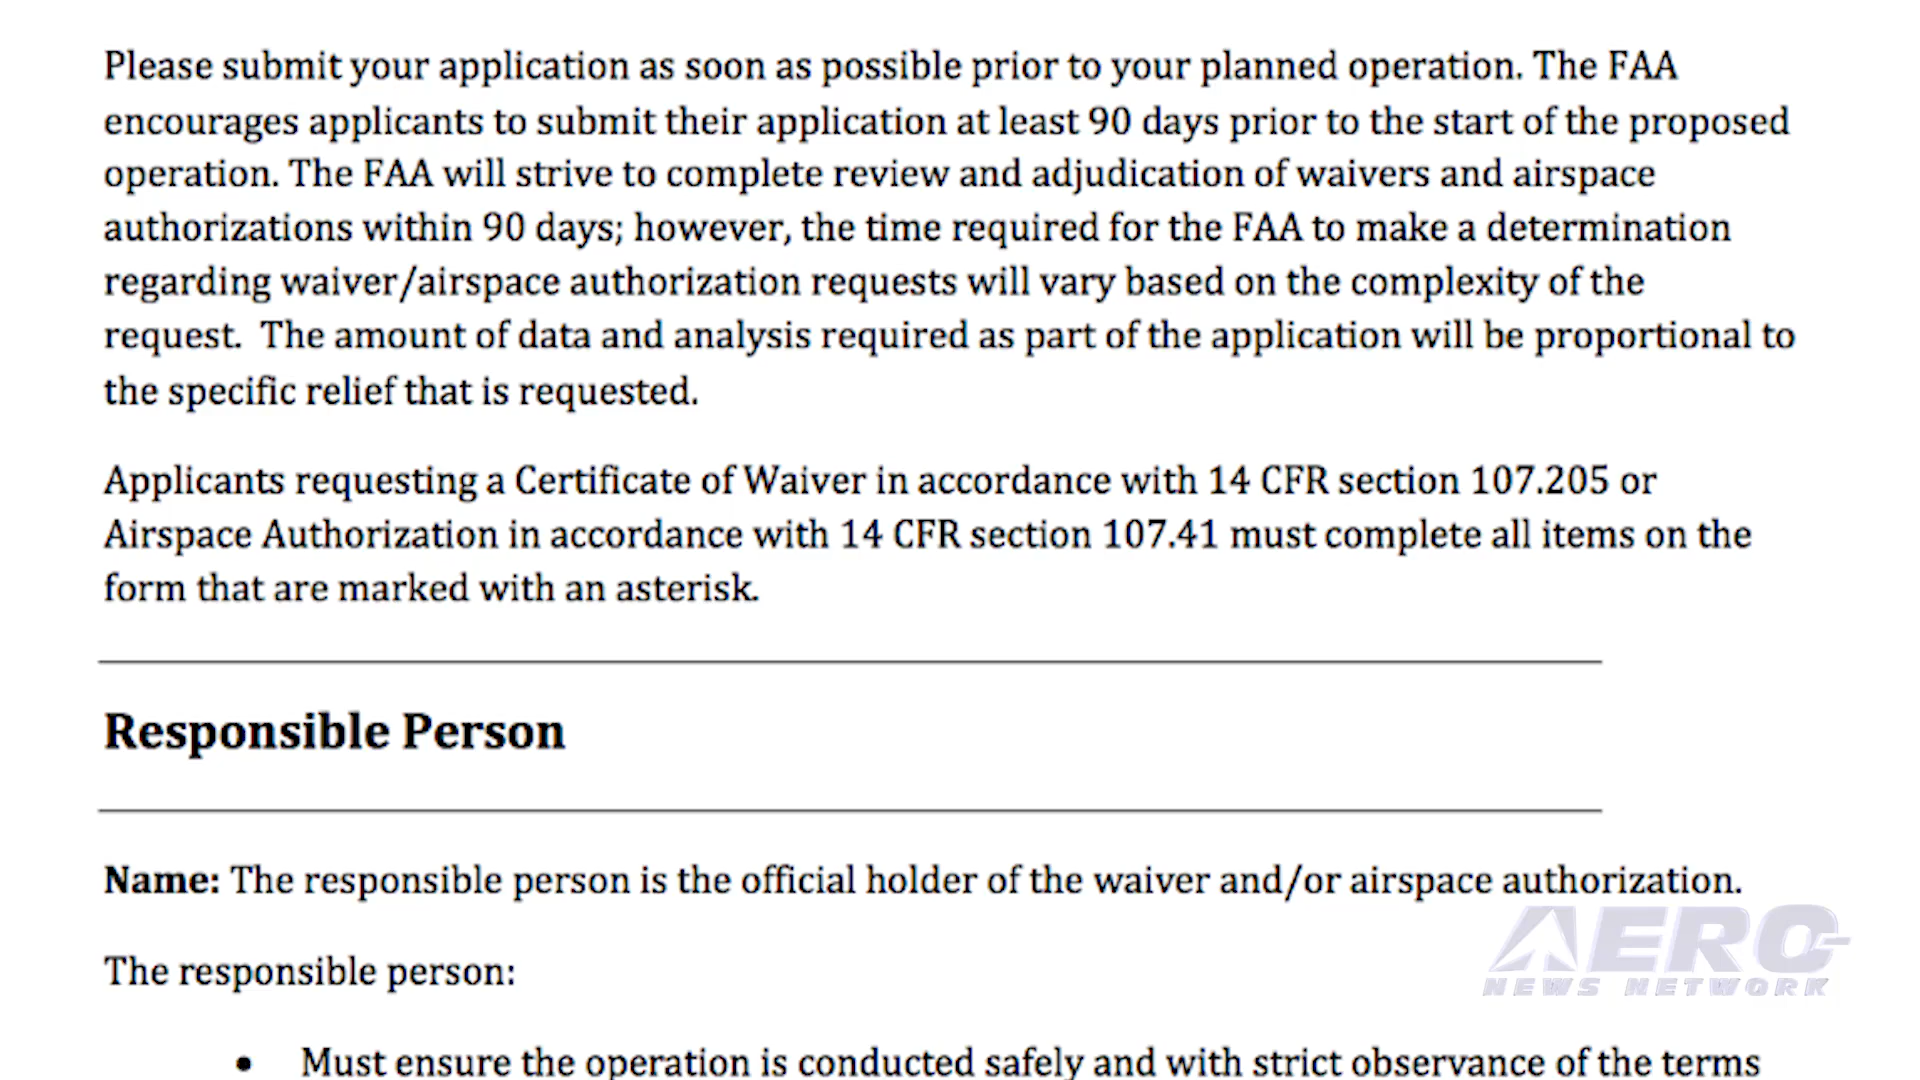 Please submit your application as soon as possible prior to your planned operation. The FAA
encourages applicants to submit their application at least 90 days prior to the start of the proposed
operation. The FAA will strive to complete review and adjudication of waivers and airspace
authorizations within 90 days; however, the time required for the FAA to make a determination
regarding waiver/airspace authorization requests will vary based on the complexity of the
request.  The amount of data and analysis required as part of the application will be proportional to
the specific relief that is requested.
Applicants requesting a Certificate of Waiver in accordance with 14 CFR section 107.205 or
Airspace Authorization in accordance with 14 CFR section 107.41 must complete all items on the
form that are marked with an asterisk.
Responsible Person
Name: The responsible person is the official holder of the waiver and/or airspace authorization.
AERO
NEWS NETWORK
The responsible person:
• Must ensure the operation is conducted safely and with strict observance of the terms